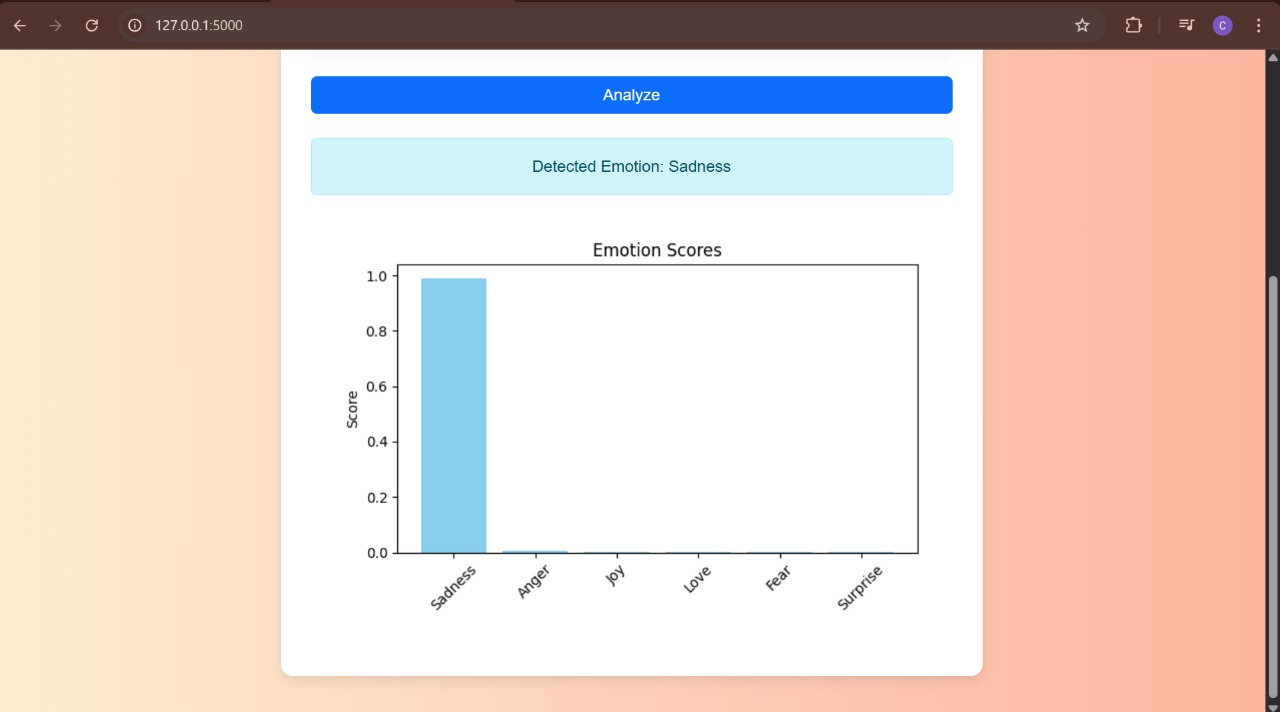 127.0.0.1:5000
C
Analyze
Detected Emotion: Sadness
Emotion Scores
1.0
0.8
0.6
0.4
0.2
0.0
Score
Sadness
Anger
Joy
Love
Fear
Surprise